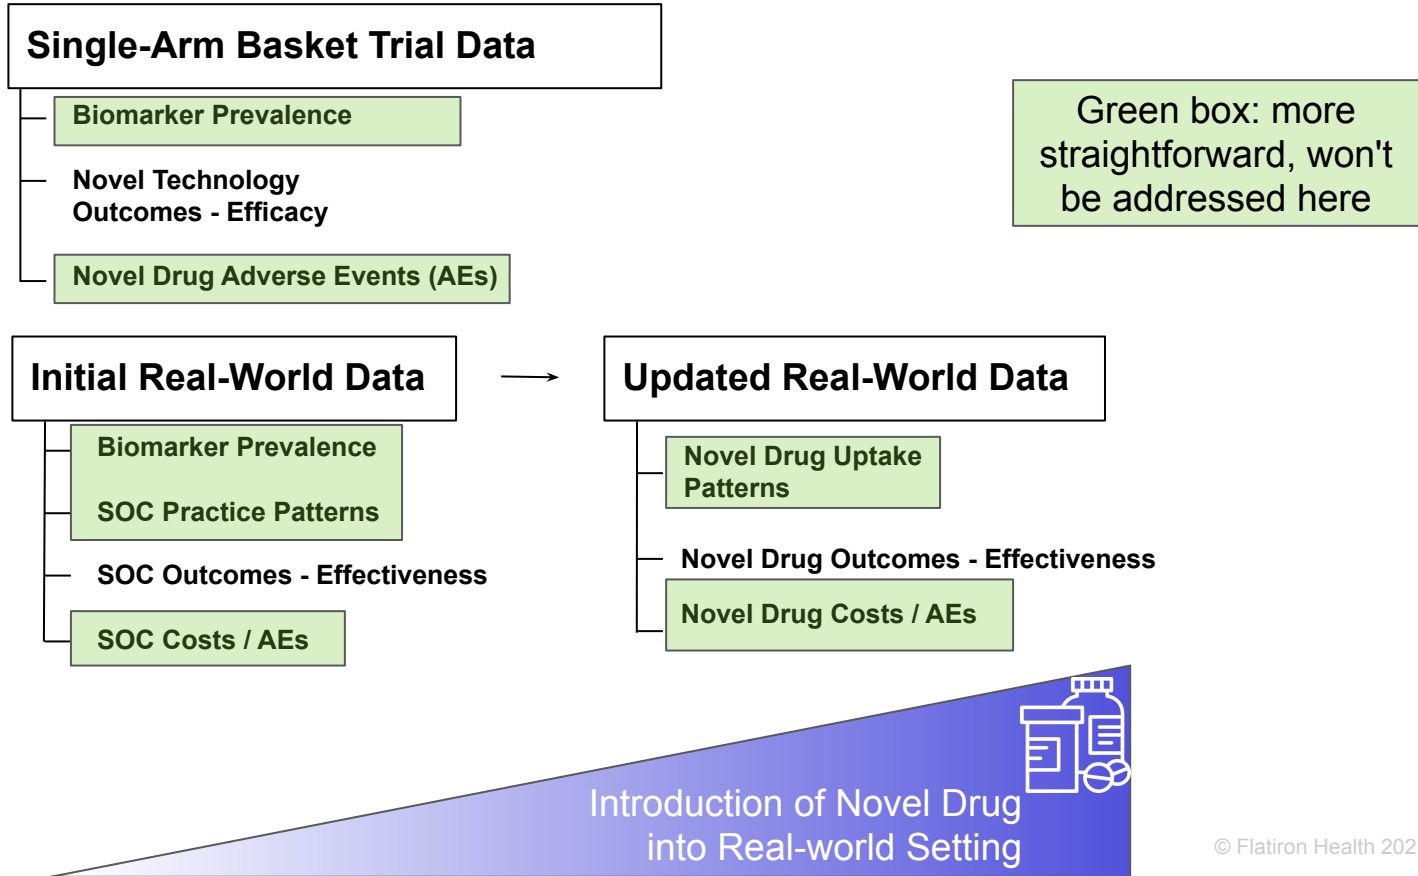 Single-Arm Basket Trial Data
Biomarker Prevalence
Novel Technology
Outcomes - Efficacy
Novel Drug Adverse Events (AEs)
Green box: more
straightforward, won't
be addressed here
Initial Real-World Data
Biomarker Prevalence
SOC Practice Patterns
SOC Outcomes - Effectiveness
SOC Costs / AEs
Updated Real-World Data
Novel Drug Uptake
Patterns
Novel Drug Outcomes - Effectiveness
Novel Drug Costs / AEs
Introduction of Novel Drug
into Real-world Setting
© Flatiron Health 202